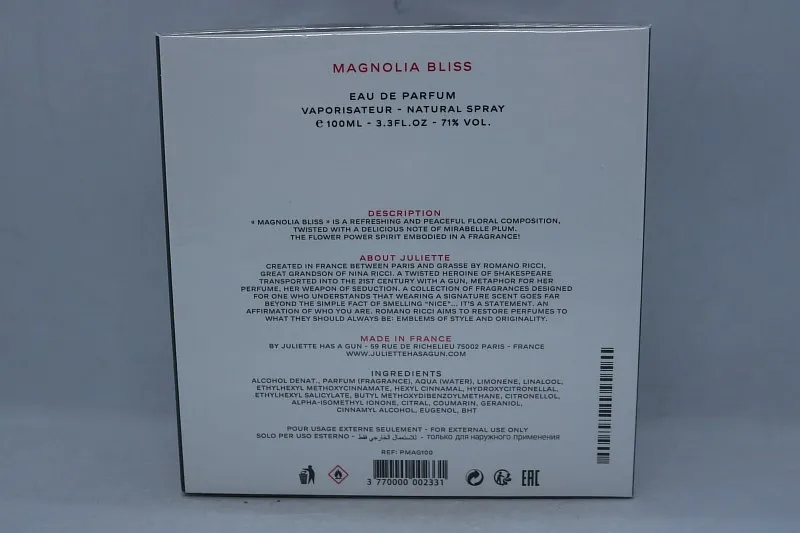 MAGNOLIA BLISS
EAU DE PARFUM
VAPORISATEUR - NATURAL SPRAY
℮ 100ML - 3.3FL.OZ - 71% VOL.
DESCRIPTION
« MAGNOLIA BLISS » IS A REFRESHING AND PEACEFUL FLORAL COMPOSITION,
TWISTED WITH A DELICIOUS NOTE OF MIRABELLE PLUM.
THE FLOWER POWER SPIRIT EMBODIED IN A FRAGRANCE!
ABOUT JULIETTE
CREATED IN FRANCE BETWEEN PARIS AND GRASSE BY ROMANO RICCI,
GREAT GRANDSON OF NINA RICCI. A TWISTED HEROINE OF SHAKESPEARE
TRANSPORTED INTO THE 21ST CENTURY WITH A GUN, METAPHOR FOR HER
PERFUME, HER WEAPON OF SEDUCTION. A COLLECTION OF FRAGRANCES DESIGNED
FOR ONE WHO UNDERSTANDS THAT WEARING A SIGNATURE SCENT GOES FAR
BEYOND THE SIMPLE FACT OF SMELLING "NICE"... IT'S A STATEMENT. AN
AFFIRMATION OF WHO YOU ARE. ROMANO RICCI AIMS TO RESTORE PERFUMES TO
WHAT THEY SHOULD ALWAYS BE: EMBLEMS OF STYLE AND ORIGINALITY.
MADE IN FRANCE
BY JULIETTE HAS A GUN - 59 RUE DE RICHELIEU 75002 PARIS - FRANCE
WWW.JULIETTEHASAGUN.COM
INGREDIENTS
ALCOHOL DENAT., PARFUM (FRAGRANCE), AQUA (WATER), LIMONENE, LINALOOL,
ETHYLHEXYL METHOXYCINNAMATE, HEXYL CINNAMAL, HYDROXYCITRONELLAL,
ETHYLHEXYL SALICYLATE, BUTYL METHOXYDIBENZOYLMETHANE, CITRONELLOL,
ALPHA-ISOMETHYL IONONE, CITRAL, COUMARIN, GERANIOL,
CINNAMYL ALCOHOL, EUGENOL, BHT
POUR USAGE EXTERNE SEULEMENT - FOR EXTERNAL USE ONLY
SOLO PER USO ESTERNO - للاستعمال الخارجي فقط - только для наружного применения
REF: PMAG100
3 770000 002331
EAC